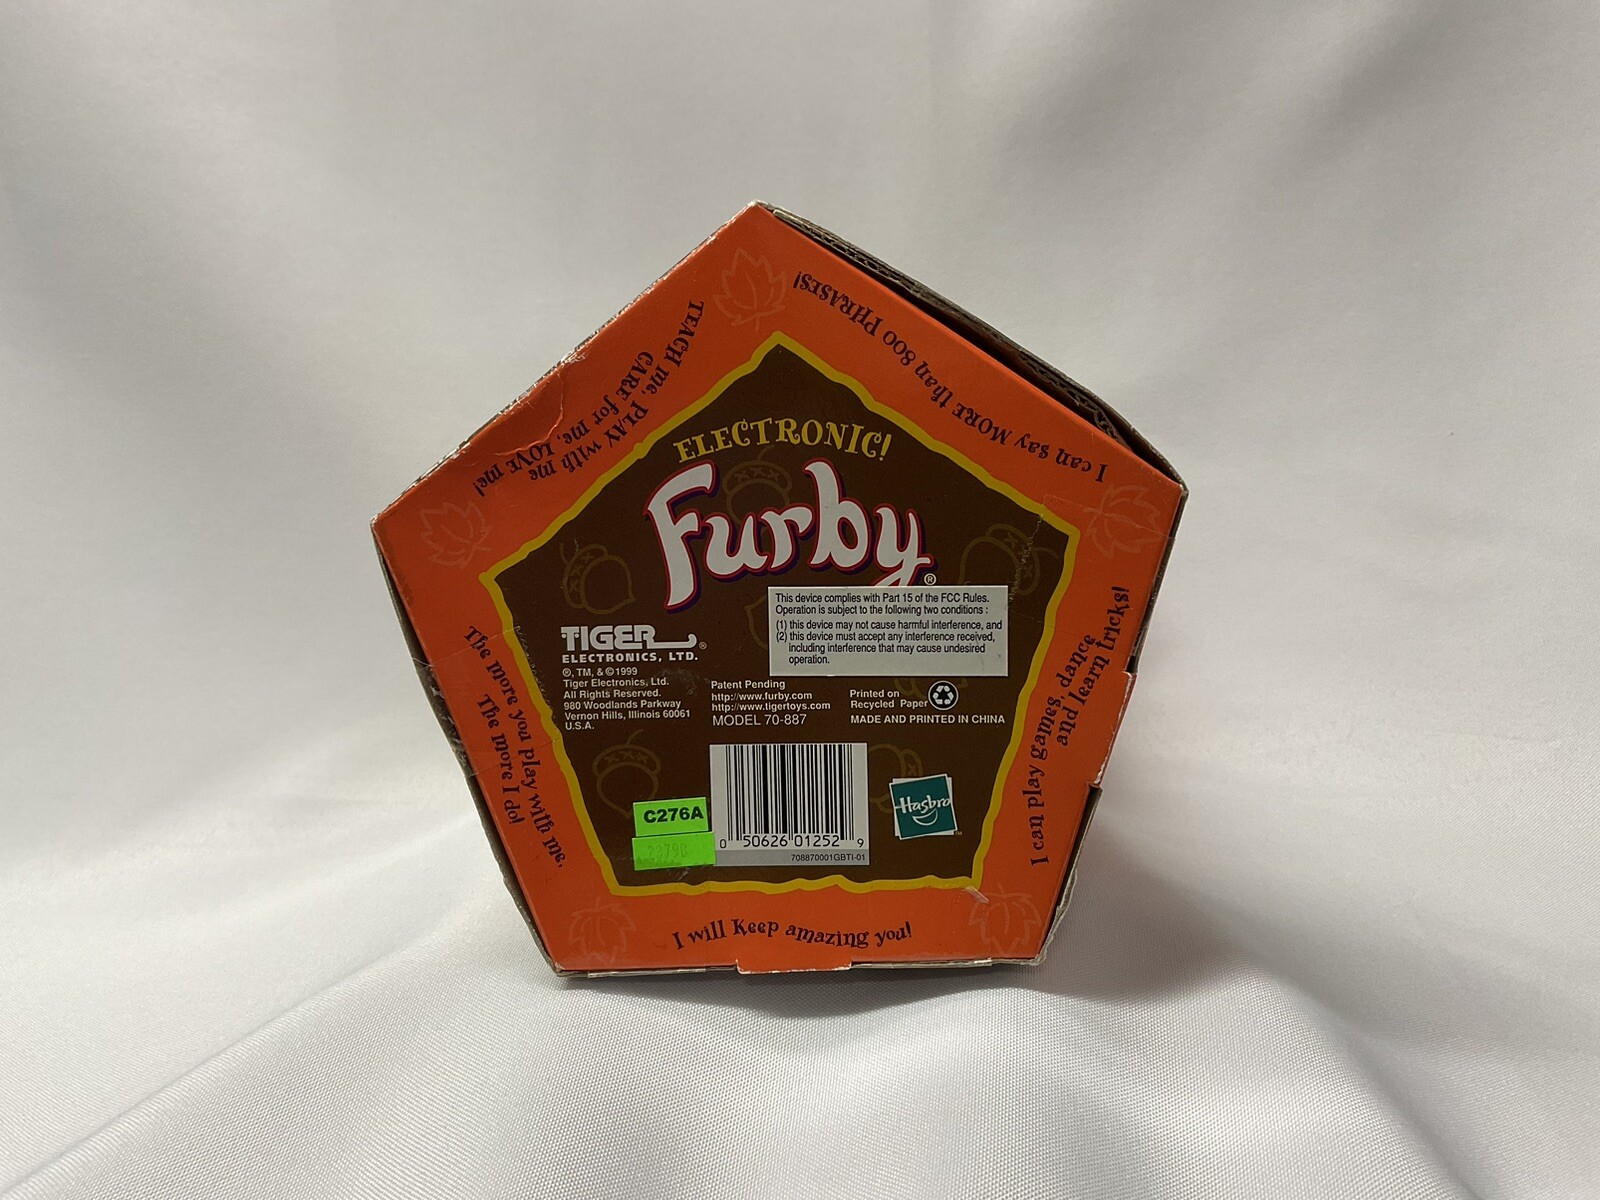 TEACH me, PLAY with me
CARE for me, LOVE me!
I can say MORE than 800 PHRASES!
ELECTRONIC!
Furby®
This device complies with Part 15 of the FCC Rules.
Operation is subject to the following two conditions :
(1) this device may not cause harmful interference, and
(2) this device must accept any interference received,
including interference that may cause undesired
operation.
TIGER®
ELECTRONICS, LTD.
®, TM, & ©1999
Tiger Electronics, Ltd.
All Rights Reserved.
980 Woodlands Parkway
Vernon Hills, Illinois 60061
U.S.A.
Patent Pending
http://www.furby.com
http://www.tigertoys.com
MODEL 70-887
Printed on
Recycled Paper
MADE AND PRINTED IN CHINA
The more you play with me,
The more I do!
I can play games, dance
and learn tricks!
C276A
0 50626 01252 9
708870001GBTI-01
Hasbro™
I will Keep amazing you!